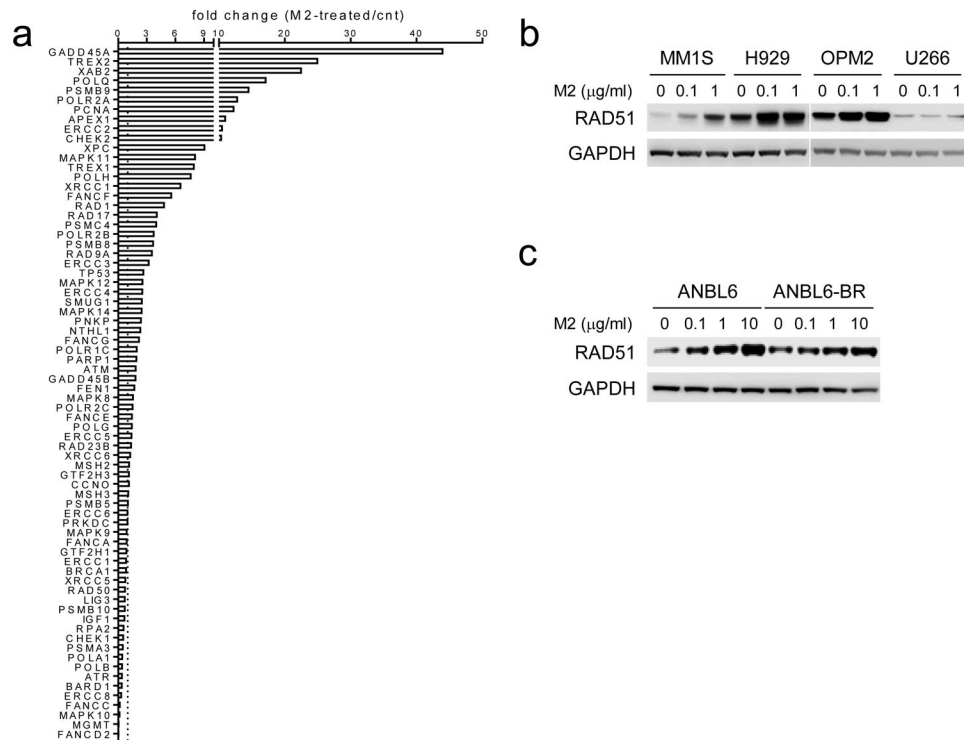 a
fold change (M2-treated/cnt)
0 3 6 9 10 20 30 40 50
GADD45A
TREX2
XAB2
POLQ
PSMB9
POLR2A
PCNA
APEX1
ERCC2
CHEK2
XPC
MAPK11
TREX1
POLH
XRCC1
FANCF
RAD1
RAD17
PSMC4
POLR2B
PSMB8
RAD9A
ERCC3
TP53
MAPK12
ERCC4
SMUG1
MAPK14
PNKP
NTHL1
FANCG
POLR1C
PARP1
ATM
GADD45B
FEN1
MAPK8
POLR2C
FANCE
POLG
ERCC5
RAD23B
XRCC6
MSH2
GTF2H3
CCNO
MSH3
PSMB5
ERCC6
PRKDC
MAPK9
FANCA
GTF2H1
ERCC1
BRCA1
XRCC5
RAD50
LIG3
PSMB10
IGF1
RPA2
CHEK1
PSMA3
POLA1
POLB
ATR
BARD1
ERCC8
FANCC
MAPK10
MGMT
FANCD2
b
MM1S H929 OPM2 U266
M2 (μg/ml) 0 0.1 1 0 0.1 1 0 0.1 1 0 0.1 1
RAD51
GAPDH
c
ANBL6 ANBL6-BR
M2 (μg/ml) 0 0.1 1 10 0 0.1 1 10
RAD51
GAPDH